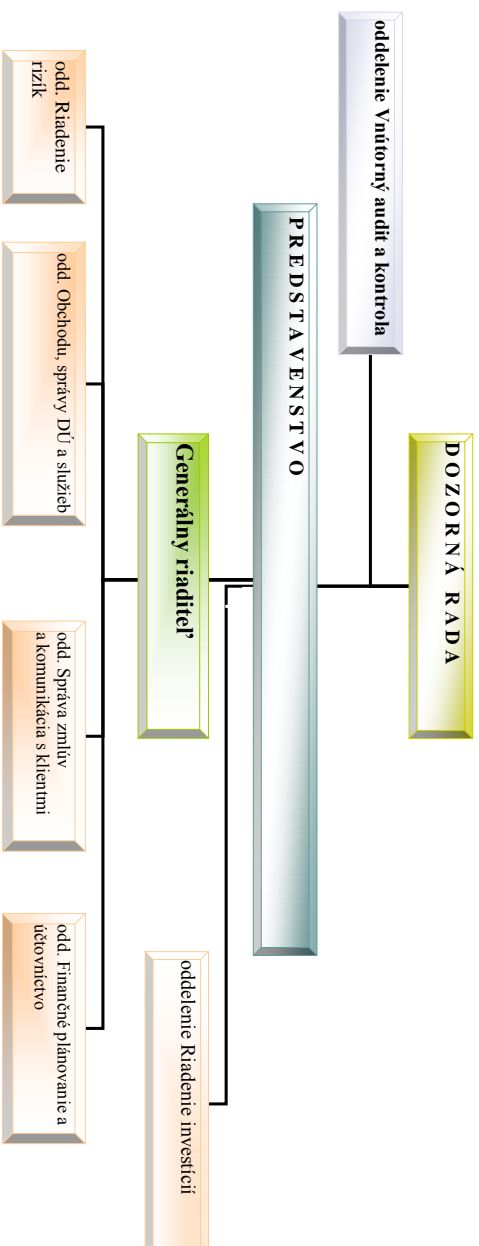 DOZORNÁ RADA
oddelenie Vnútorný audit a kontrola
PREDSTAVENSTVO
Generálny riaditeľ
oddelenie Riadenie investícií
odd. Riadenie
rizík
odd. Obchodu, správy DÚ a služieb
odd. Správa zmlúv
a komunikácia s klientmi
odd. Finančné plánovanie a
účtovníctvo